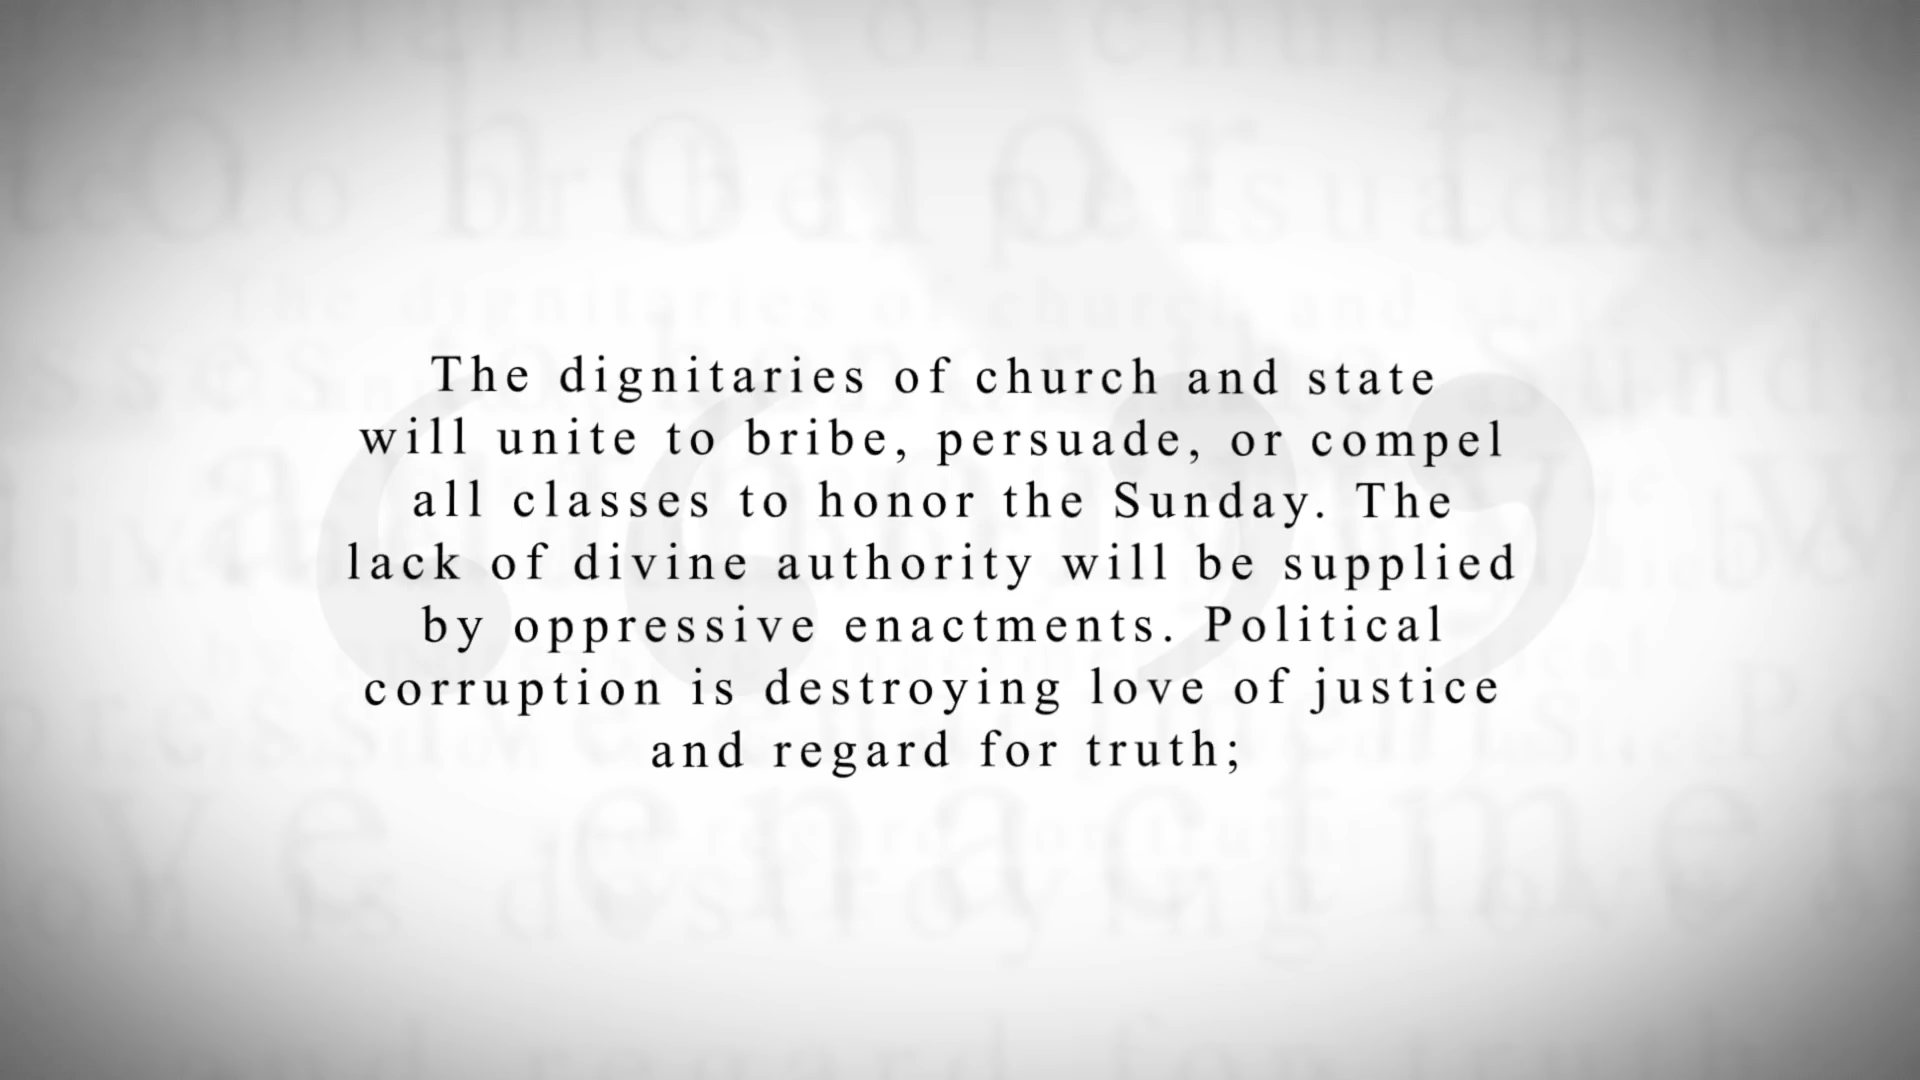 The dignitaries of church and state
will unite to bribe, persuade, or compel
all classes to honor the Sunday. The
lack of divine authority will be supplied
by oppressive enactments. Political
corruption is destroying love of justice
and regard for truth;